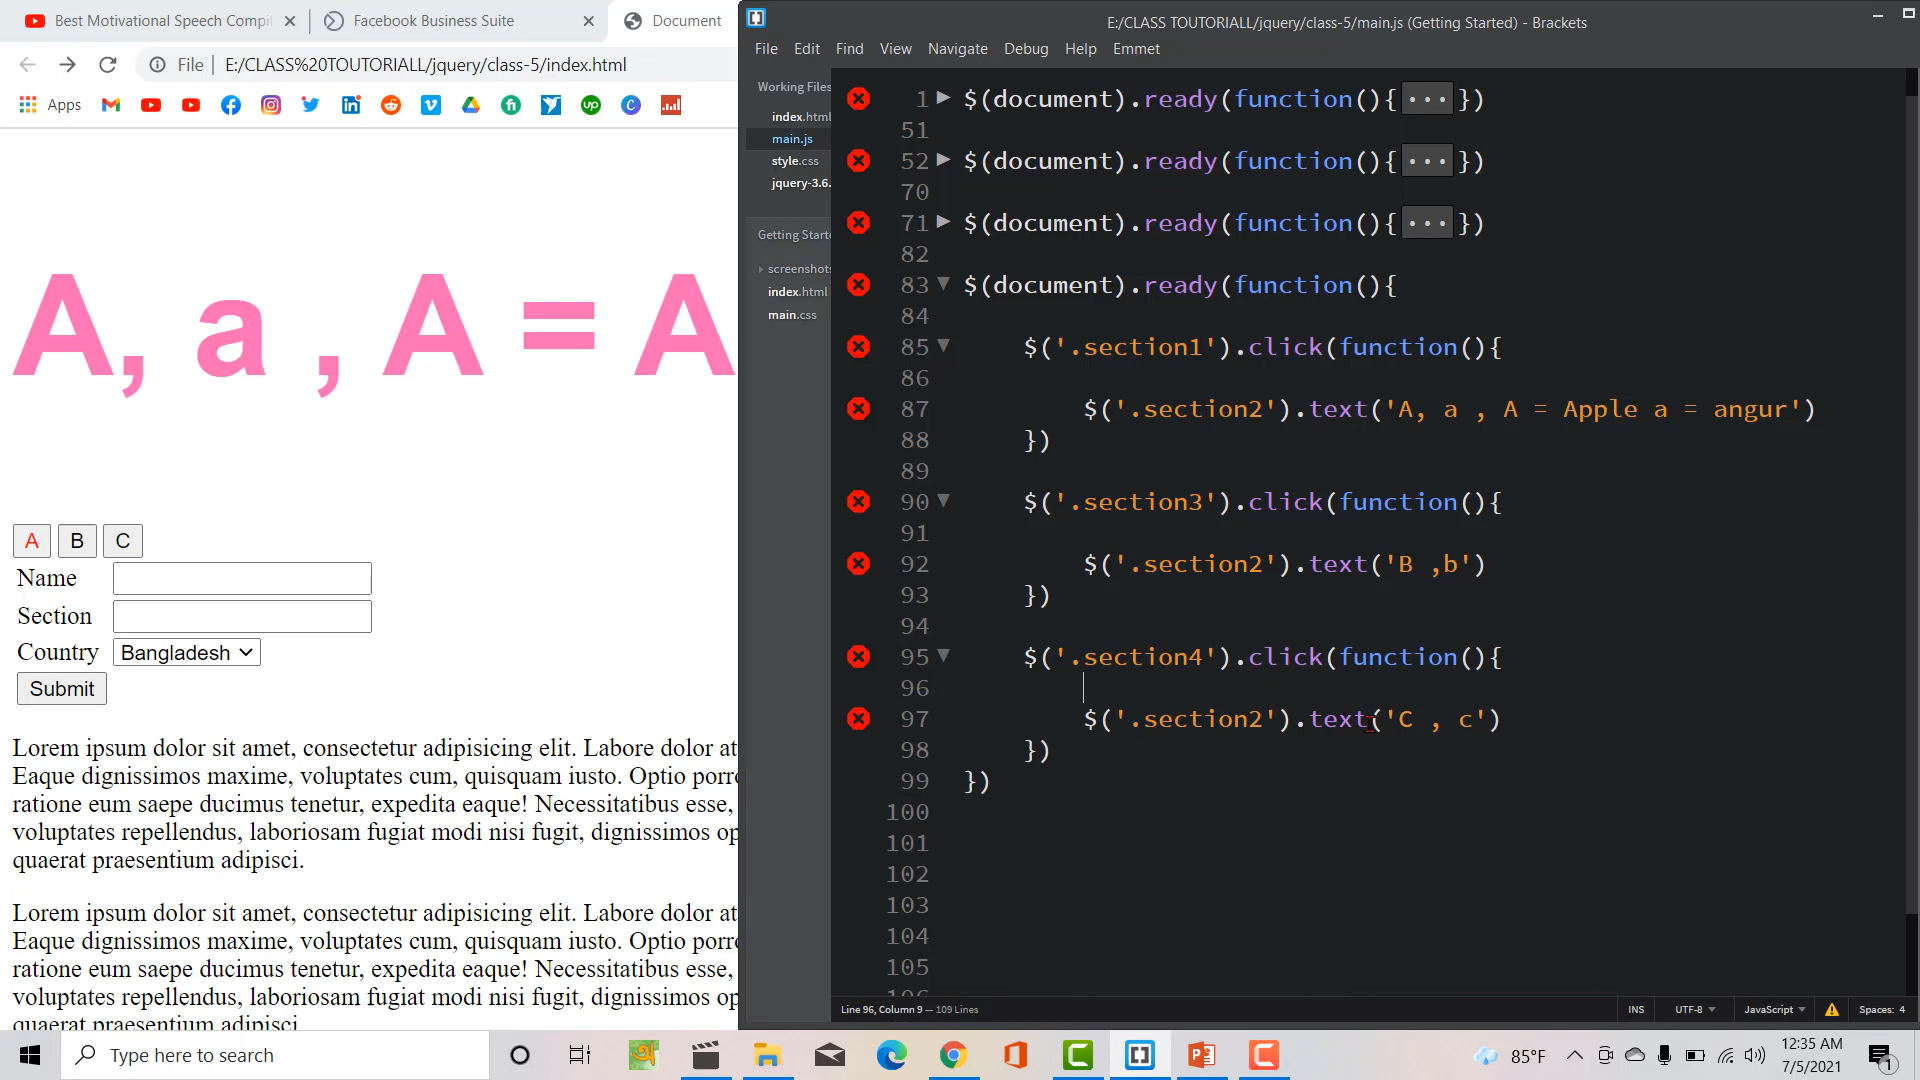 Best Motivational Speech Compil
Facebook Business Suite
Document
File
E:/CLASS%20TOUTORIALL/jquery/class-5/index.html
Apps
A, a , A = A
A B C
Name
Section
Country Bangladesh
Submit
Lorem ipsum dolor sit amet, consectetur adipisicing elit. Labore dolor at
Eaque dignissimos maxime, voluptates cum, quisquam iusto. Optio porro
ratione eum saepe ducimus tenetur, expedita eaque! Necessitatibus esse,
voluptates repellendus, laboriosam fugiat modi nisi fugit, dignissimos op
quaerat praesentium adipisci.
Lorem ipsum dolor sit amet, consectetur adipisicing elit. Labore dolor at
Eaque dignissimos maxime, voluptates cum, quisquam iusto. Optio porro
ratione eum saepe ducimus tenetur, expedita eaque! Necessitatibus esse,
voluptates repellendus, laboriosam fugiat modi nisi fugit, dignissimos op
quaerat praesentium adipisci.
E:/CLASS TOUTORIALL/jquery/class-5/main.js (Getting Started) - Brackets
File Edit Find View Navigate Debug Help Emmet
Working Files
index.html
main.js
style.css
jquery-3.6.
Getting Starte
screenshots
index.html
main.css
1 $(document).ready(function(){...})
51
52 $(document).ready(function(){...})
70
71 $(document).ready(function(){...})
82
83 $(document).ready(function(){
84
85 $('.section1').click(function(){
86
87 $('.section2').text('A, a , A = Apple a = angur')
88 })
89
90 $('.section3').click(function(){
91
92 $('.section2').text('B ,b')
93 })
94
95 $('.section4').click(function(){
96
97 $('.section2').text('C , c')
98 })
99 })
100
101
102
103
104
105
106
Line 96, Column 9 — 109 Lines
INS UTF-8 JavaScript Spaces: 4
Type here to search
85°F
12:35 AM
7/5/2021
1